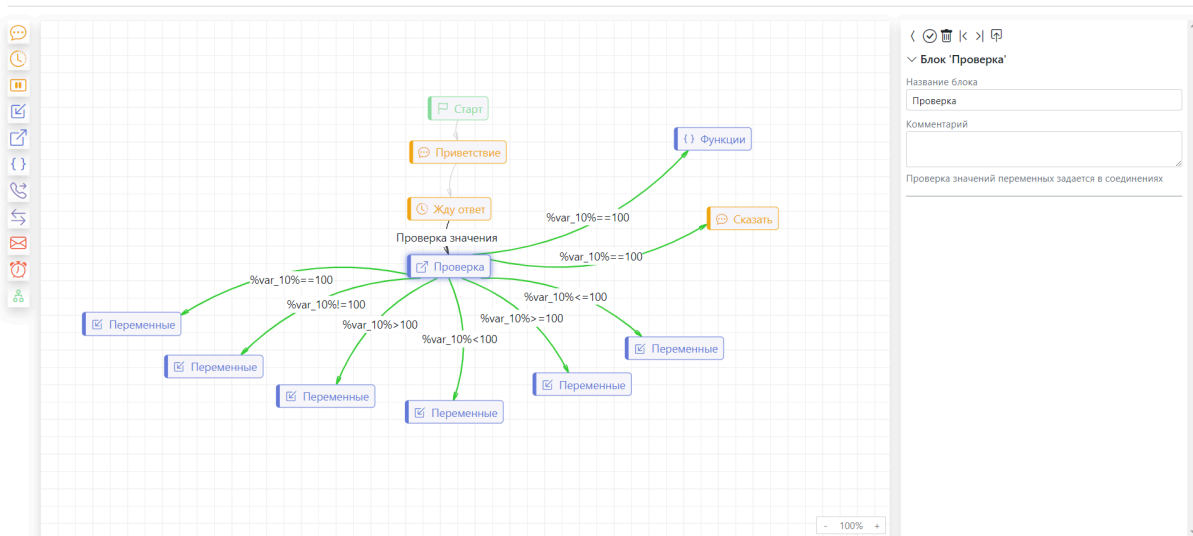 Старт
Приветствие
Жду ответ
Проверка значения
Проверка
Функции
%var_10%==100
Сказать
%var_10%==100
%var_10%==100
%var_10%!=100
%var_10%>100
%var_10%<100
%var_10%>=100
%var_10%<=100
Переменные
Переменные
Переменные
Переменные
Переменные
Переменные
- 100% +
Блок 'Проверка'
Название блока
Проверка
Комментарий
Проверка значений переменных задается в соединениях